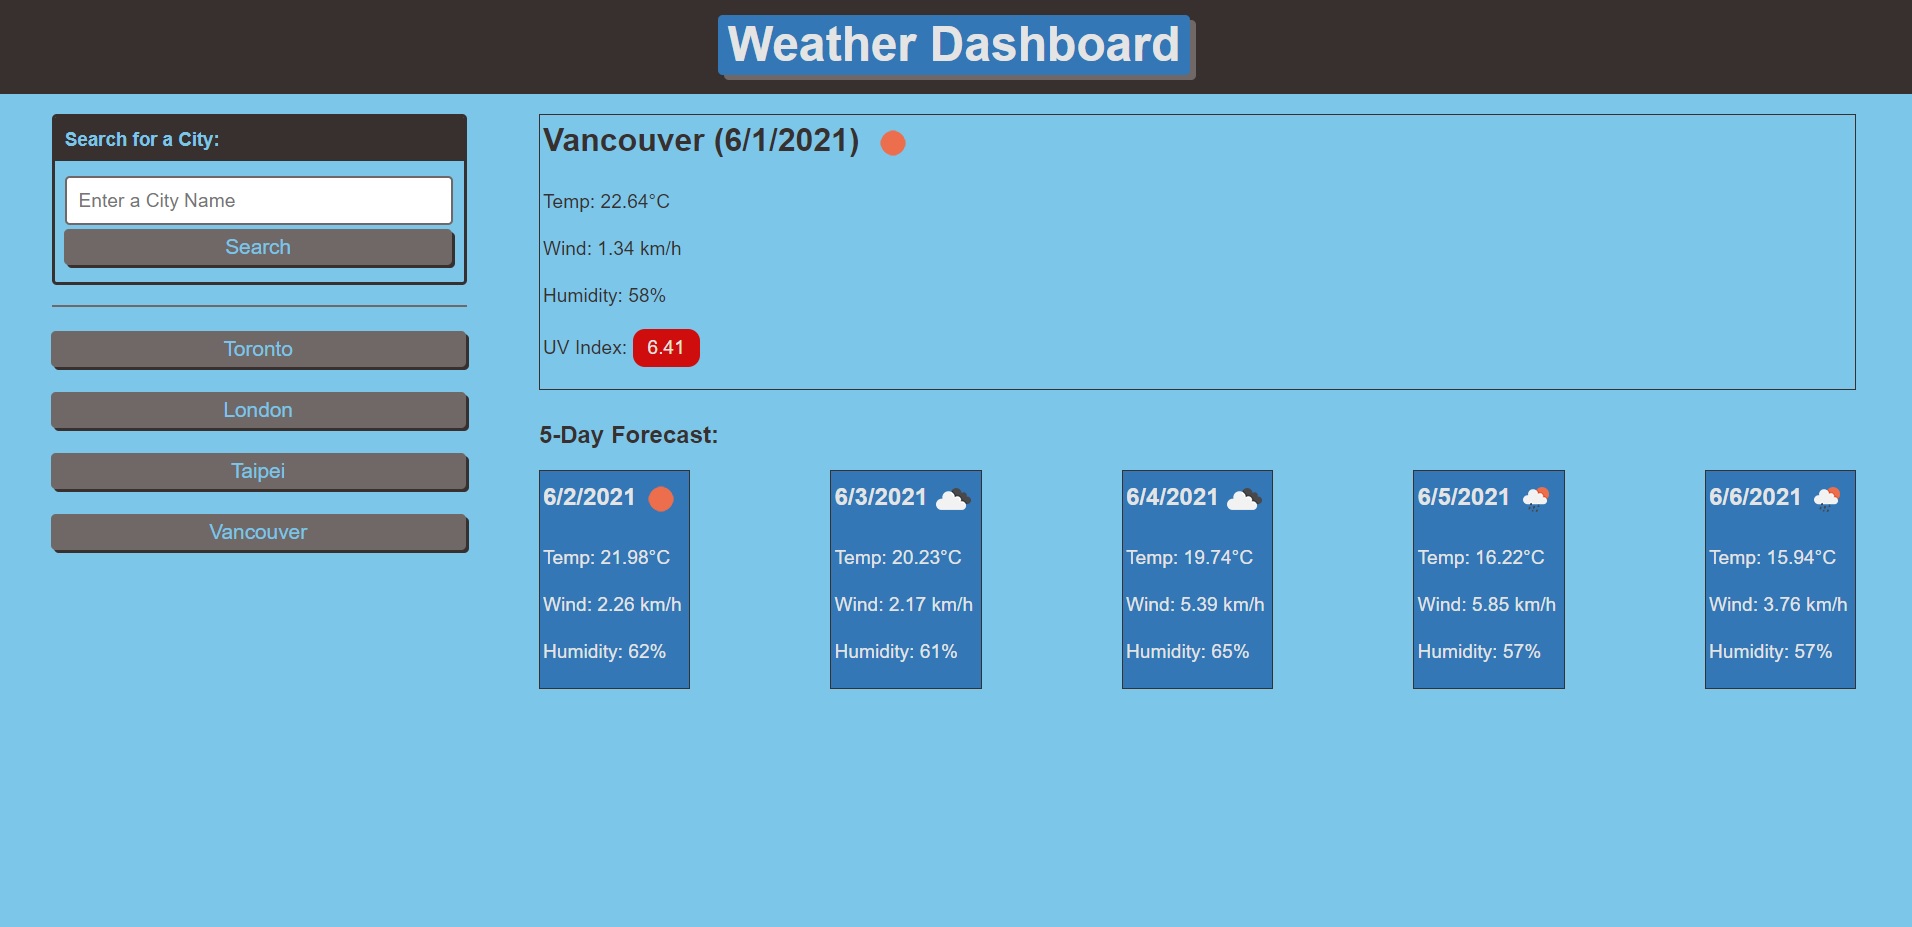 Weather Dashboard
Search for a City:
Enter a City Name
Search
Toronto
London
Taipei
Vancouver
Vancouver (6/1/2021)
Temp: 22.64°C
Wind: 1.34 km/h
Humidity: 58%
UV Index: 6.41
5-Day Forecast:
6/2/2021
Temp: 21.98°C
Wind: 2.26 km/h
Humidity: 62%
6/3/2021
Temp: 20.23°C
Wind: 2.17 km/h
Humidity: 61%
6/4/2021
Temp: 19.74°C
Wind: 5.39 km/h
Humidity: 65%
6/5/2021
Temp: 16.22°C
Wind: 5.85 km/h
Humidity: 57%
6/6/2021
Temp: 15.94°C
Wind: 3.76 km/h
Humidity: 57%